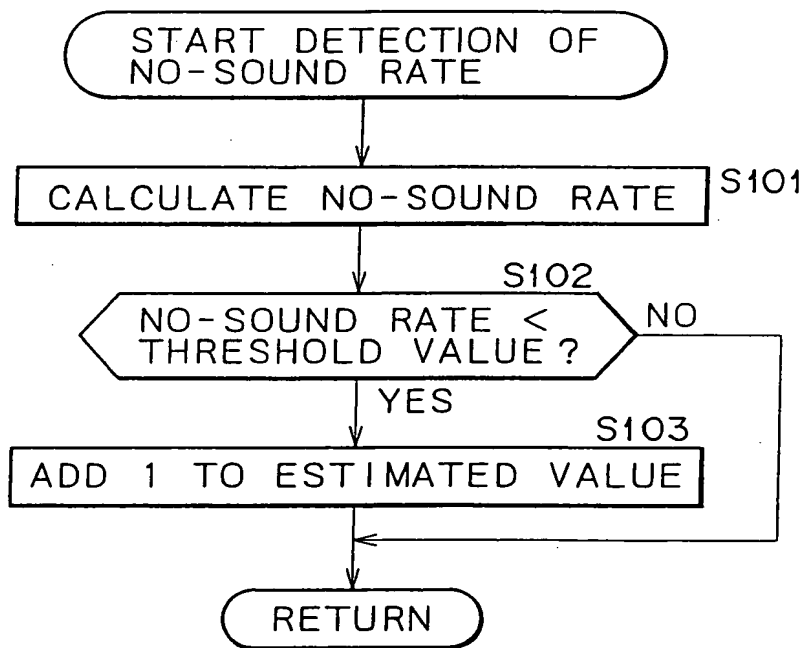 START DETECTION OF
NO-SOUND RATE
CALCULATE NO-SOUND RATE
S101
S102
NO-SOUND RATE <
THRESHOLD VALUE?
NO
YES
S103
ADD 1 TO ESTIMATED VALUE
RETURN